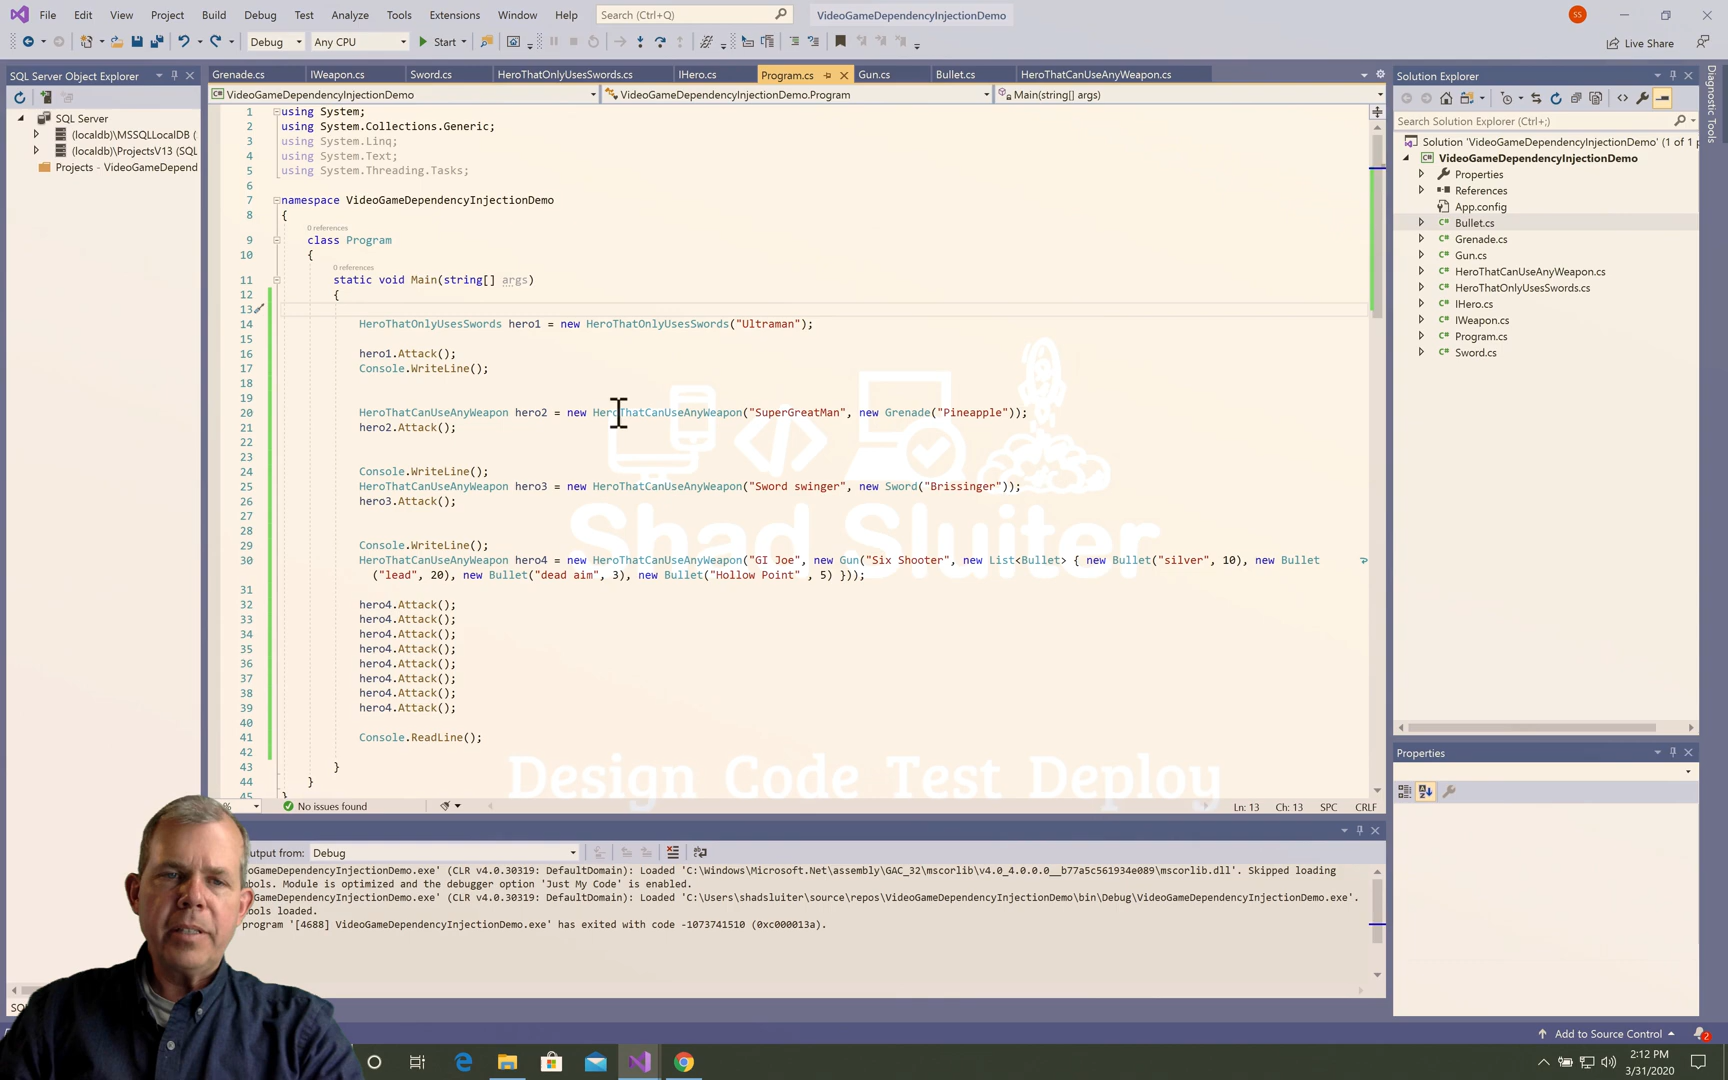 File Edit View Project Build Debug Test Analyze Tools Extensions Window Help Search (Ctrl+Q) VideoGameDependencyInjectionDemo SS
Debug Any CPU Start Live Share
SQL Server Object Explorer
SQL Server
(localdb)\MSSQLLocalDB (
(localdb)\ProjectsV13 (SQL
Projects - VideoGameDepend
Grenade.cs IWeapon.cs Sword.cs HeroThatOnlyUsesSwords.cs IHero.cs Program.cs Gun.cs Bullet.cs HeroThatCanUseAnyWeapon.cs
VideoGameDependencyInjectionDemo VideoGameDependencyInjectionDemo.Program Main(string[] args)
1 using System;
2 using System.Collections.Generic;
3 using System.Linq;
4 using System.Text;
5 using System.Threading.Tasks;
6
7 namespace VideoGameDependencyInjectionDemo
8 {
0 references
9 class Program
10 {
0 references
11 static void Main(string[] args)
12 {
13
14 HeroThatOnlyUsesSwords hero1 = new HeroThatOnlyUsesSwords("Ultraman");
15
16 hero1.Attack();
17 Console.WriteLine();
18
19
20 HeroThatCanUseAnyWeapon hero2 = new HeroThatCanUseAnyWeapon("SuperGreatMan", new Grenade("Pineapple"));
21 hero2.Attack();
22
23
24 Console.WriteLine();
25 HeroThatCanUseAnyWeapon hero3 = new HeroThatCanUseAnyWeapon("Sword swinger", new Sword("Brissinger"));
26 hero3.Attack();
27
28
29 Console.WriteLine();
30 HeroThatCanUseAnyWeapon hero4 = new HeroThatCanUseAnyWeapon("GI Joe", new Gun("Six Shooter", new List<Bullet> { new Bullet("silver", 10), new Bullet
("lead", 20), new Bullet("dead aim", 3), new Bullet("Hollow Point" , 5) }));
31
32 hero4.Attack();
33 hero4.Attack();
34 hero4.Attack();
35 hero4.Attack();
36 hero4.Attack();
37 hero4.Attack();
38 hero4.Attack();
39 hero4.Attack();
40
41 Console.ReadLine();
42
43 }
44 }
45 }
Shad Sluiter
Design Code Test Deploy
% No issues found Ln: 13 Ch: 13 SPC CRLF
utput from: Debug
eoGameDependencyInjectionDemo.exe' (CLR v4.0.30319: DefaultDomain): Loaded 'C:\Windows\Microsoft.Net\assembly\GAC_32\mscorlib\v4.0_4.0.0.0__b77a5c561934e089\mscorlib.dll'. Skipped loading
bols. Module is optimized and the debugger option 'Just My Code' is enabled.
eoGameDependencyInjectionDemo.exe' (CLR v4.0.30319: DefaultDomain): Loaded 'C:\Users\shadsluiter\source\repos\VideoGameDependencyInjectionDemo\bin\Debug\VideoGameDependencyInjectionDemo.exe'.
ools loaded.
program '[4688] VideoGameDependencyInjectionDemo.exe' has exited with code -1073741510 (0xc000013a).
Solution Explorer
Search Solution Explorer (Ctrl+;)
Solution 'VideoGameDependencyInjectionDemo' (1 of 1 p
VideoGameDependencyInjectionDemo
Properties
References
App.config
Bullet.cs
Grenade.cs
Gun.cs
HeroThatCanUseAnyWeapon.cs
HeroThatOnlyUsesSwords.cs
IHero.cs
IWeapon.cs
Program.cs
Sword.cs
Properties
Diagnostic Tools
Add to Source Control 2
2:12 PM
3/31/2020